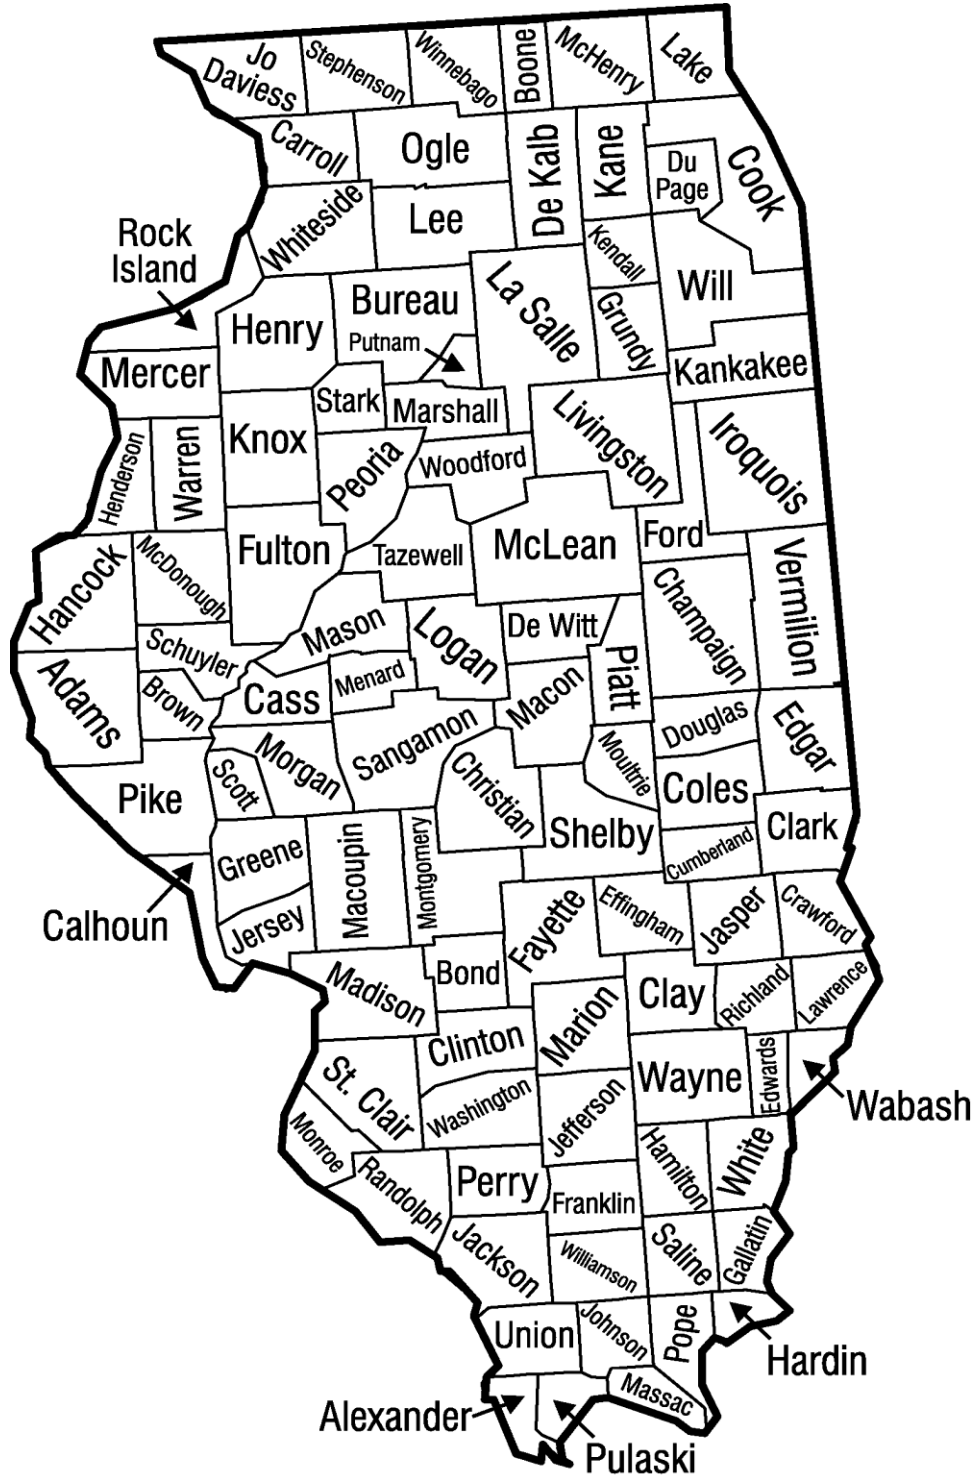 Jo
Daviess
Stephenson
Winnebago
Boone
McHenry
Lake
Carroll
Ogle
De Kalb
Kane
Du
Page
Cook
Whiteside
Lee
Kendall
Rock
Island
Henry
Bureau
Putnam
La Salle
Grundy
Will
Mercer
Stark
Marshall
Kankakee
Henderson
Warren
Knox
Peoria
Woodford
Livingston
Iroquois
Hancock
McDonough
Fulton
Tazewell
McLean
Ford
Vermilion
Schuyler
Mason
Logan
De Witt
Champaign
Adams
Brown
Cass
Menard
Macon
Piatt
Douglas
Edgar
Pike
Scott
Morgan
Sangamon
Christian
Moultrie
Coles
Shelby
Cumberland
Clark
Greene
Macoupin
Montgomery
Calhoun
Jersey
Fayette
Effingham
Jasper
Crawford
Madison
Bond
Clay
Richland
Lawrence
Marion
Clinton
St. Clair
Washington
Wayne
Edwards
Wabash
Monroe
Jefferson
Randolph
Perry
Franklin
Hamilton
White
Jackson
Williamson
Saline
Gallatin
Union
Johnson
Pope
Hardin
Massac
Alexander
Pulaski